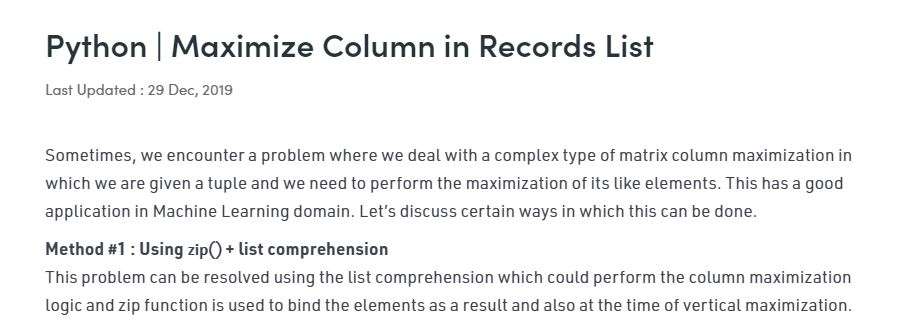 Python | Maximize Column in Records List
Last Updated : 29 Dec, 2019
Sometimes, we encounter a problem where we deal with a complex type of matrix column maximization in
which we are given a tuple and we need to perform the maximization of its like elements. This has a good
application in Machine Learning domain. Let’s discuss certain ways in which this can be done.
Method #1 : Using zip() + list comprehension
This problem can be resolved using the list comprehension which could perform the column maximization
logic and zip function is used to bind the elements as a result and also at the time of vertical maximization.